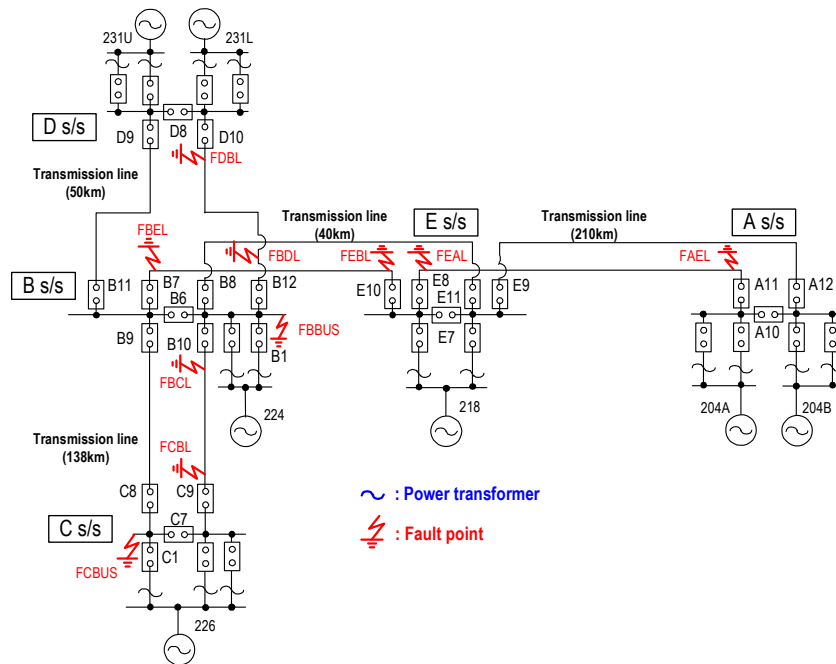 231U
231L
D s/s
D9
D8
D10
FDBL
Transmission line
(50km)
FBEL
FBDL
Transmission line
(40km)
FEBL
E s/s
FEAL
Transmission line
(210km)
FAEL
A s/s
B s/s
B11
B7
B8
B12
B6
E10
E8
E11
E9
A11
A12
B9
B10
B1
FBBUS
E7
A10
FBCL
224
218
204A
204B
Transmission line
(138km)
FCBL
C8
C9
: Power transformer
C s/s
C7
: Fault point
C1
FCBUS
226